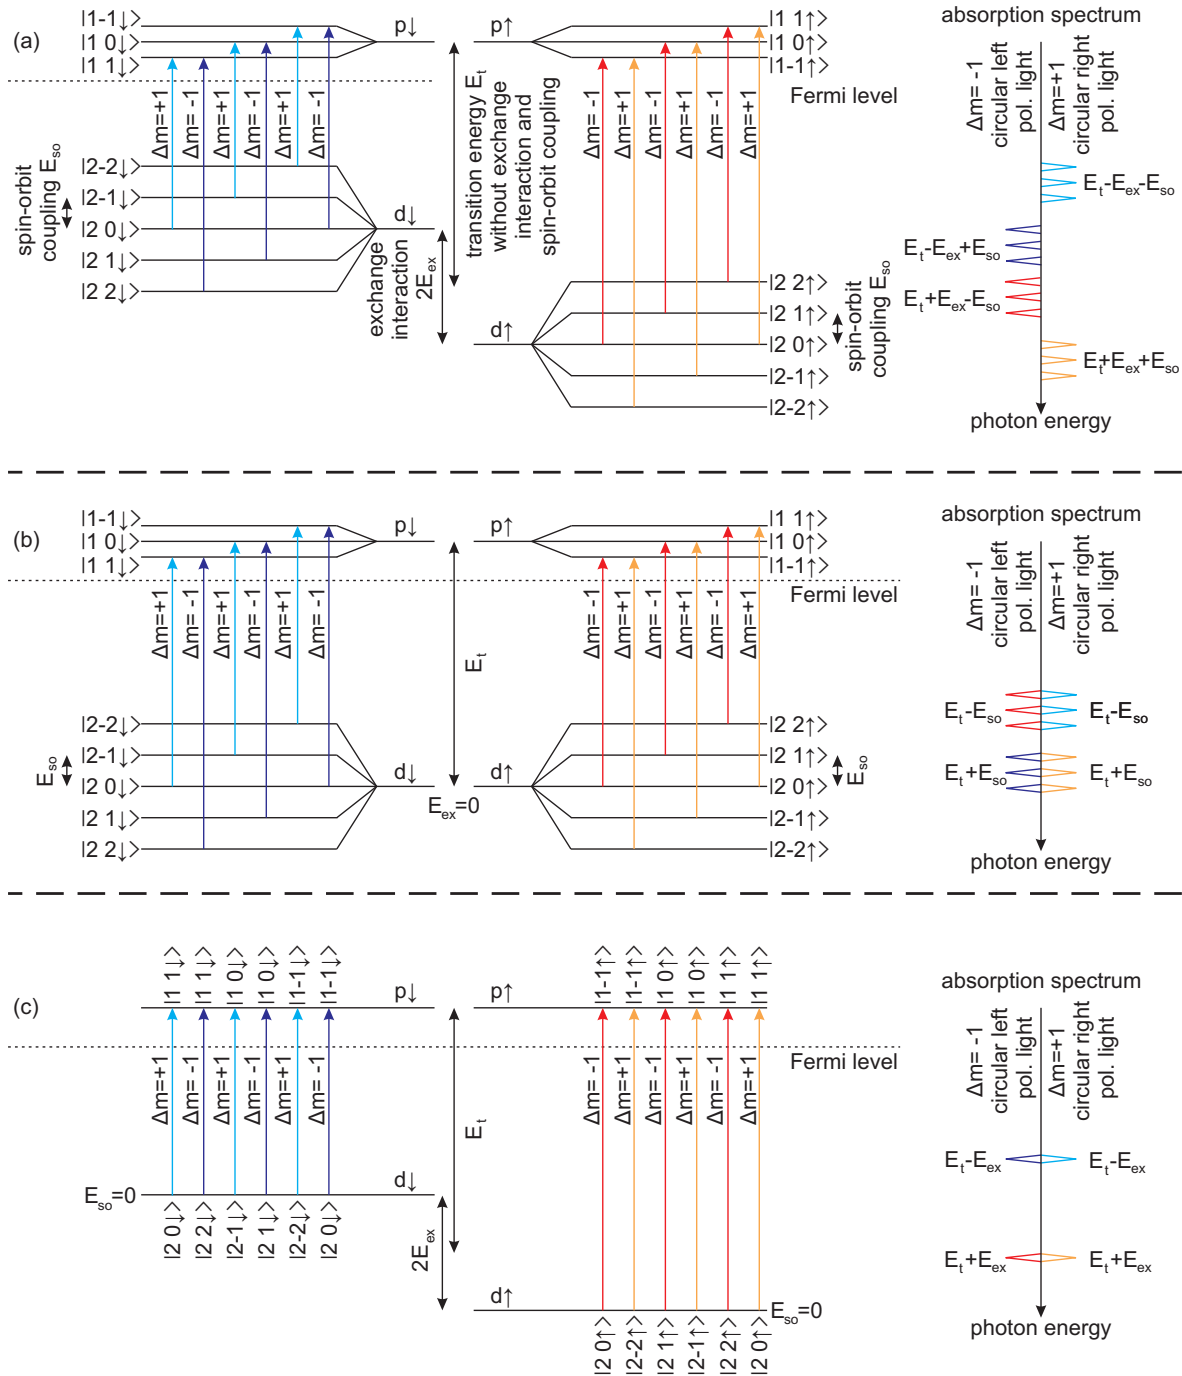 (a)
|1-1↓>
|1 0↓>
|1 1↓>
p↓
p↑
|1 1↑>
|1 0↑>
|1-1↑>
Fermi level
Δm=+1
Δm= -1
Δm=+1
Δm= -1
Δm=+1
Δm= -1
transition energy E_t
without exchange
interaction and
spin-orbit coupling
Δm= -1
Δm=+1
Δm= -1
Δm=+1
Δm= -1
Δm=+1
spin-orbit
coupling E_so
|2-2↓>
|2-1↓>
|2 0↓>
|2 1↓>
|2 2↓>
d↓
exchange
interaction
2E_ex
d↑
|2 2↑>
|2 1↑>
|2 0↑>
|2-1↑>
|2-2↑>
spin-orbit
coupling E_so
absorption spectrum
Δm= -1
circular left
pol. light
Δm=+1
circular right
pol. light
E_t-E_ex-E_so
E_t-E_ex+E_so
E_t+E_ex-E_so
E_t+E_ex+E_so
photon energy
(b)
|1-1↓>
|1 0↓>
|1 1↓>
p↓
p↑
|1 1↑>
|1 0↑>
|1-1↑>
Fermi level
Δm=+1
Δm= -1
Δm=+1
Δm= -1
Δm=+1
Δm= -1
E_t
Δm= -1
Δm=+1
Δm= -1
Δm=+1
Δm= -1
Δm=+1
E_so
|2-2↓>
|2-1↓>
|2 0↓>
|2 1↓>
|2 2↓>
d↓
E_ex=0
d↑
|2 2↑>
|2 1↑>
|2 0↑>
|2-1↑>
|2-2↑>
E_so
absorption spectrum
Δm= -1
circular left
pol. light
Δm=+1
circular right
pol. light
E_t-E_so
E_t-E_so
E_t+E_so
E_t+E_so
photon energy
(c)
|1 1↓>
|1 1↓>
|1 0↓>
|1 0↓>
|1-1↓>
|1-1↓>
p↓
p↑
|1-1↑>
|1-1↑>
|1 0↑>
|1 0↑>
|1 1↑>
|1 1↑>
Fermi level
Δm=+1
Δm= -1
Δm=+1
Δm= -1
Δm=+1
Δm= -1
E_t
Δm= -1
Δm=+1
Δm= -1
Δm=+1
Δm= -1
Δm=+1
E_so=0
d↓
|2 0↓>
|2 2↓>
|2-1↓>
|2 1↓>
|2-2↓>
|2 0↓>
2E_ex
d↑
E_so=0
|2 0↑>
|2-2↑>
|2 1↑>
|2-1↑>
|2 2↑>
|2 0↑>
absorption spectrum
Δm= -1
circular left
pol. light
Δm=+1
circular right
pol. light
E_t-E_ex
E_t-E_ex
E_t+E_ex
E_t+E_ex
photon energy